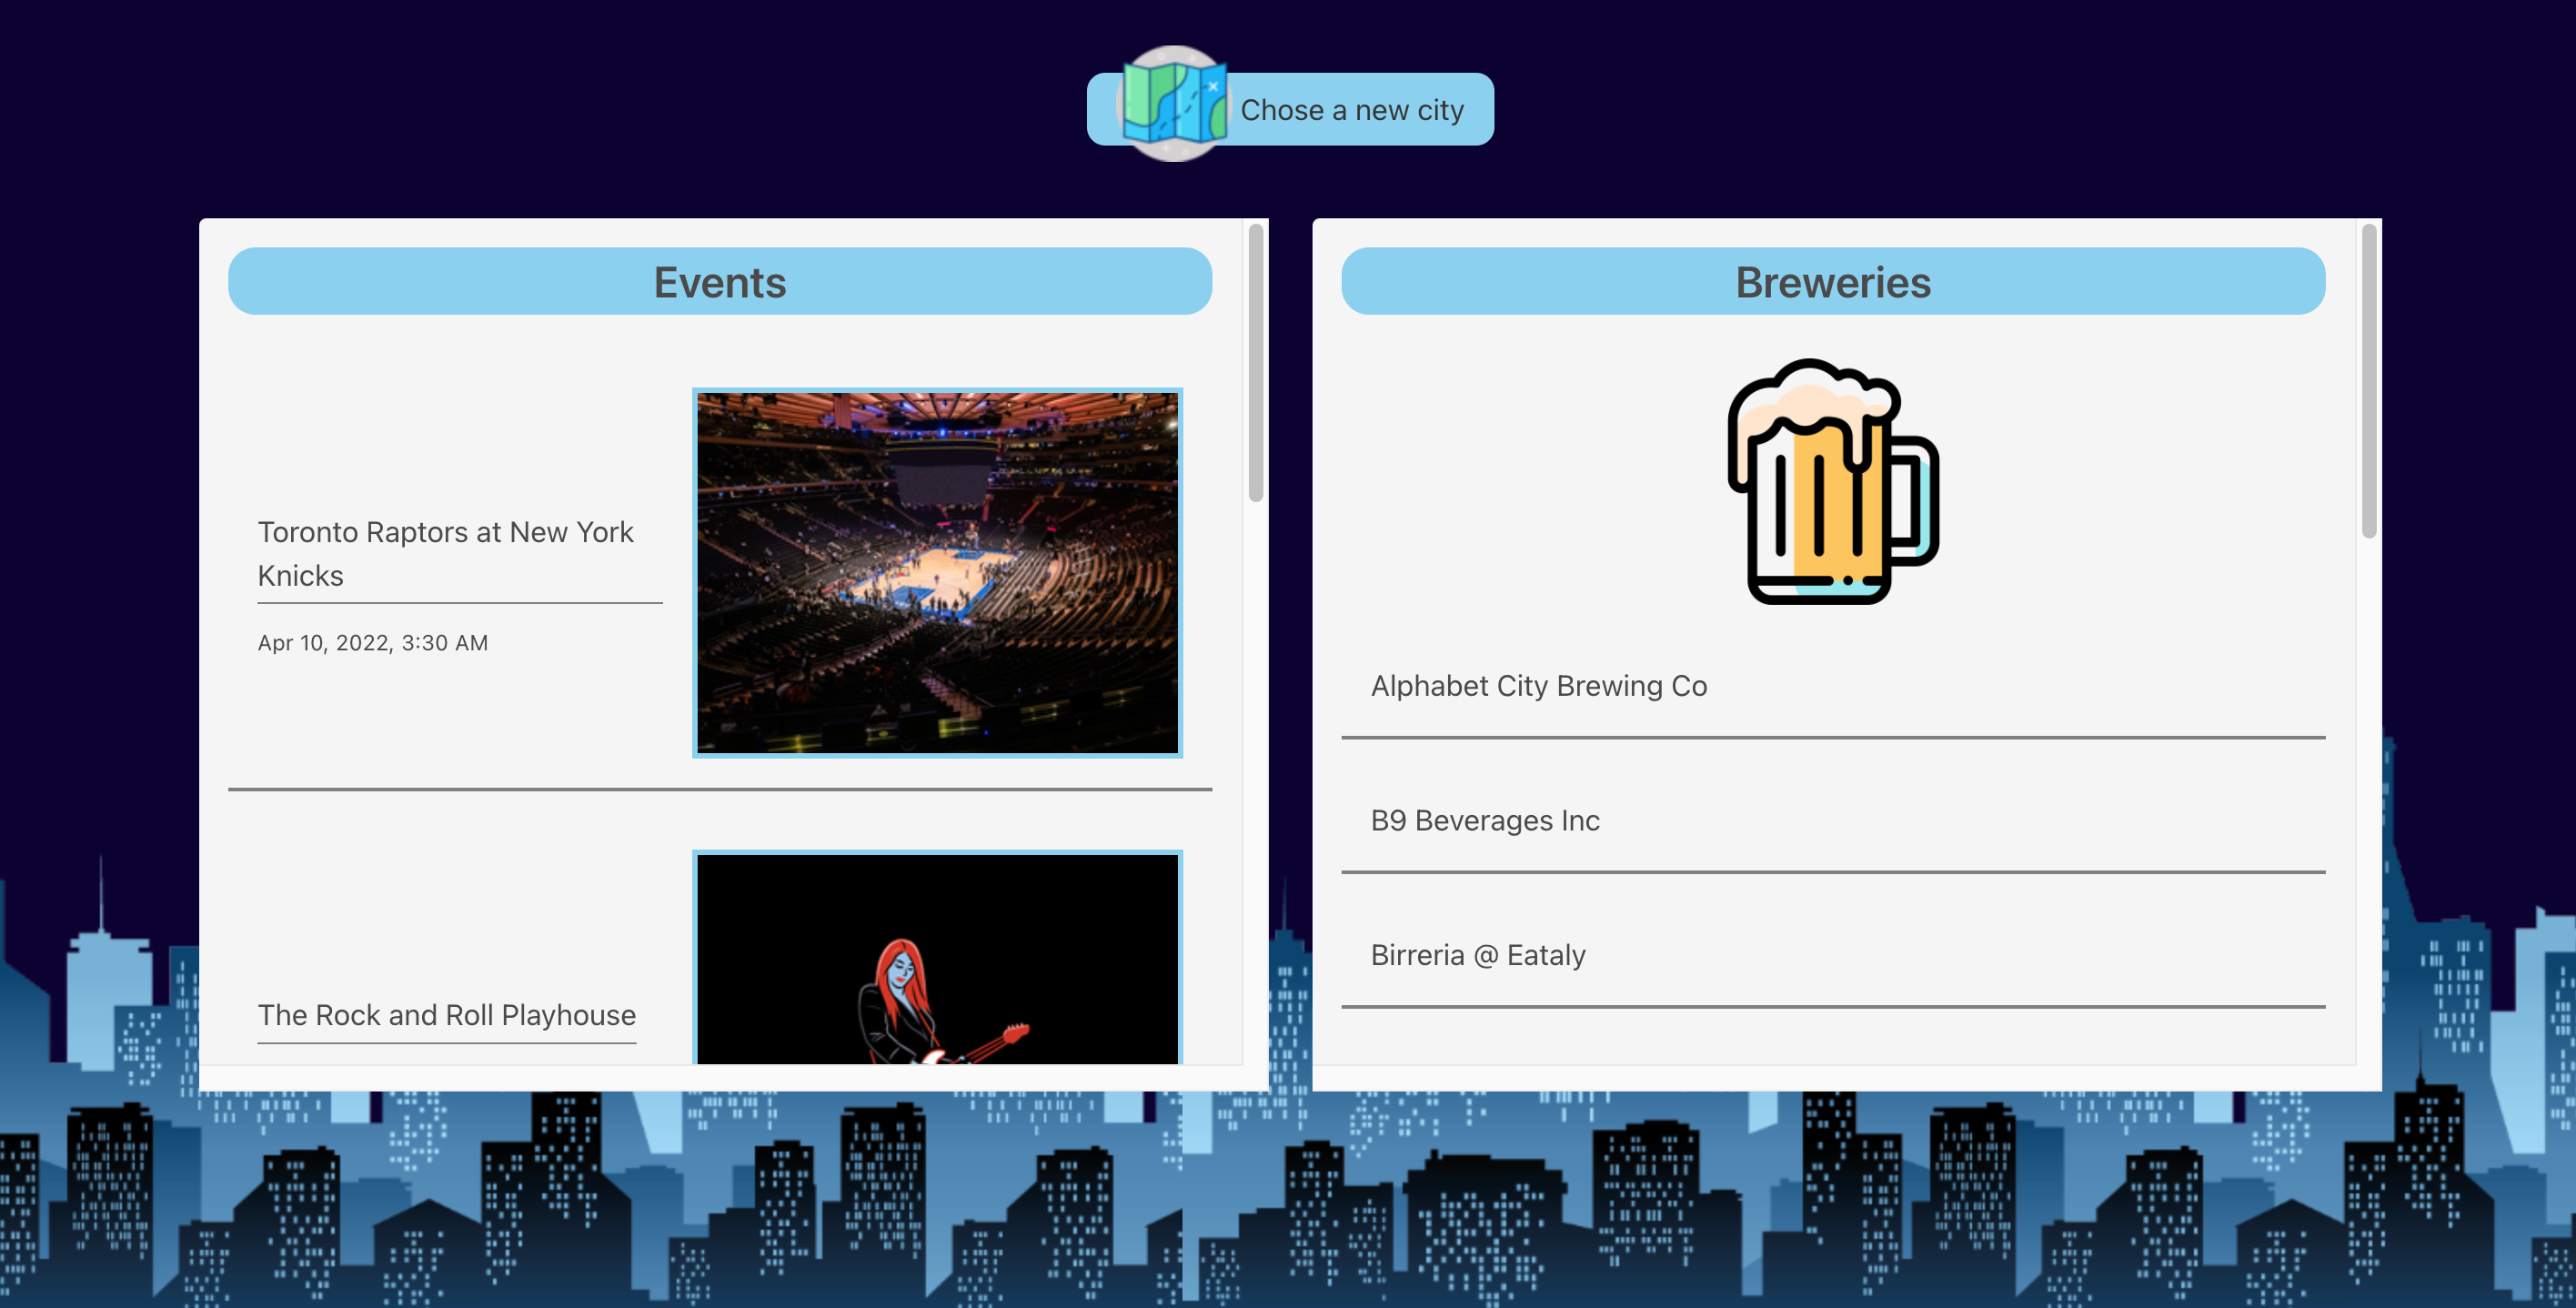 Chose a new city
Events
Toronto Raptors at New York
Knicks
Apr 10, 2022, 3:30 AM
The Rock and Roll Playhouse
Breweries
Alphabet City Brewing Co
B9 Beverages Inc
Birreria @ Eataly